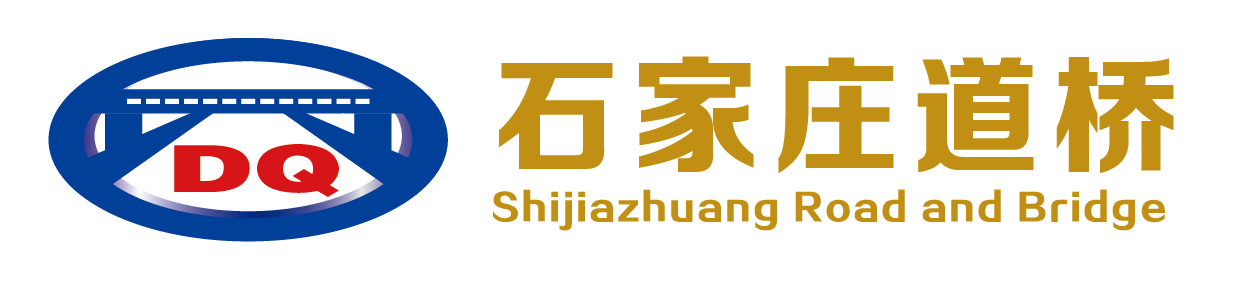 DQ
石家庄道桥
Shijiazhuang Road and Bridge